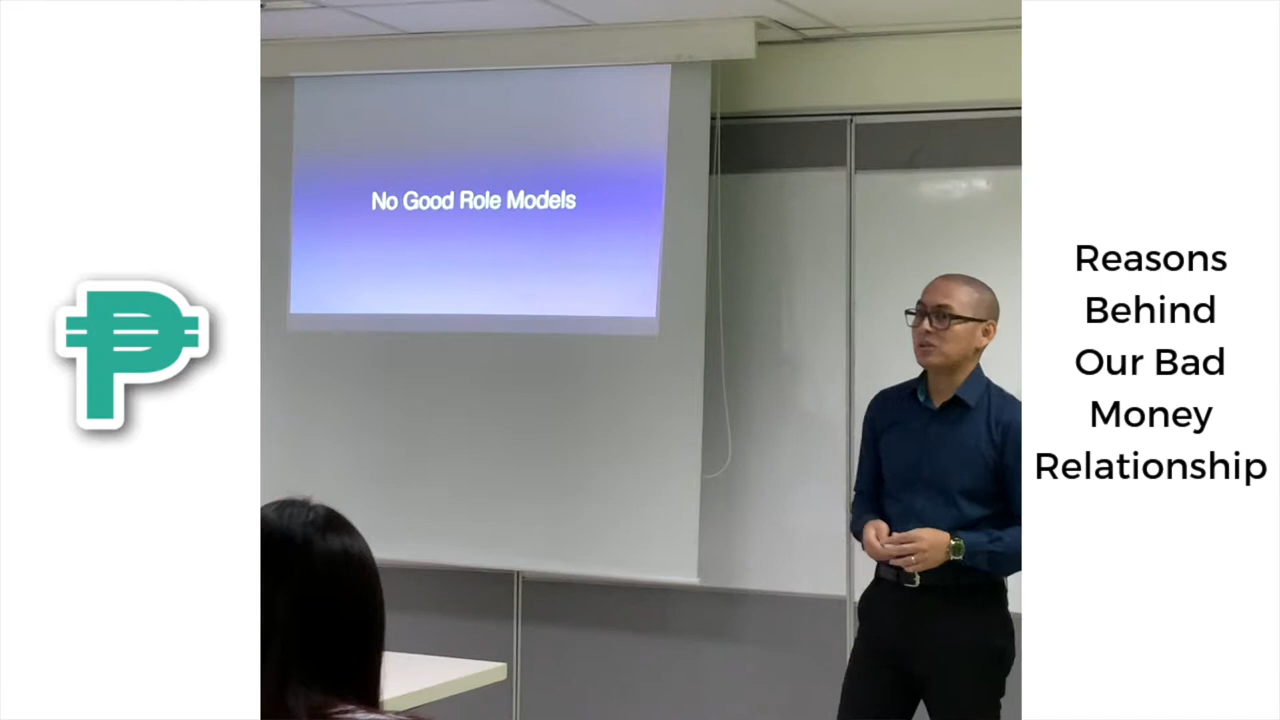 No Good Role Models
₱
Reasons
Behind
Our Bad
Money
Relationship